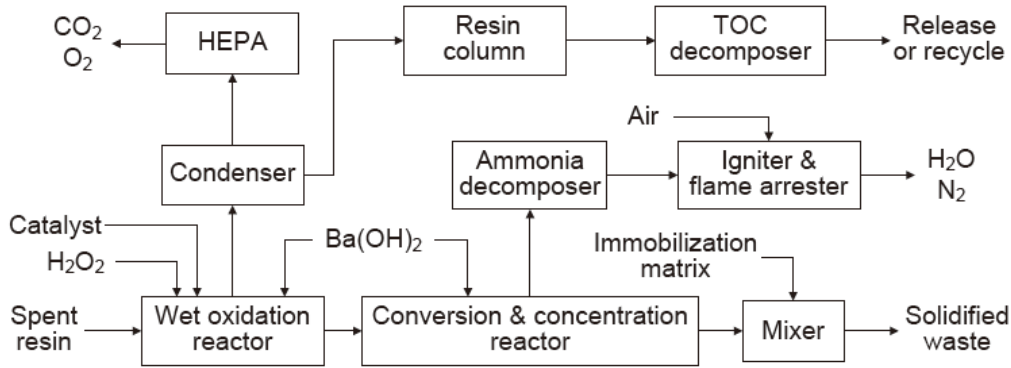 CO₂
O₂
HEPA
Resin
column
TOC
decomposer
Release
or recycle
Air
Condenser
Ammonia
decomposer
Igniter &
flame arrester
H₂O
N₂
Catalyst
H₂O₂
Ba(OH)₂
Immobilization
matrix
Spent
resin
Wet oxidation
reactor
Conversion & concentration
reactor
Mixer
Solidified
waste